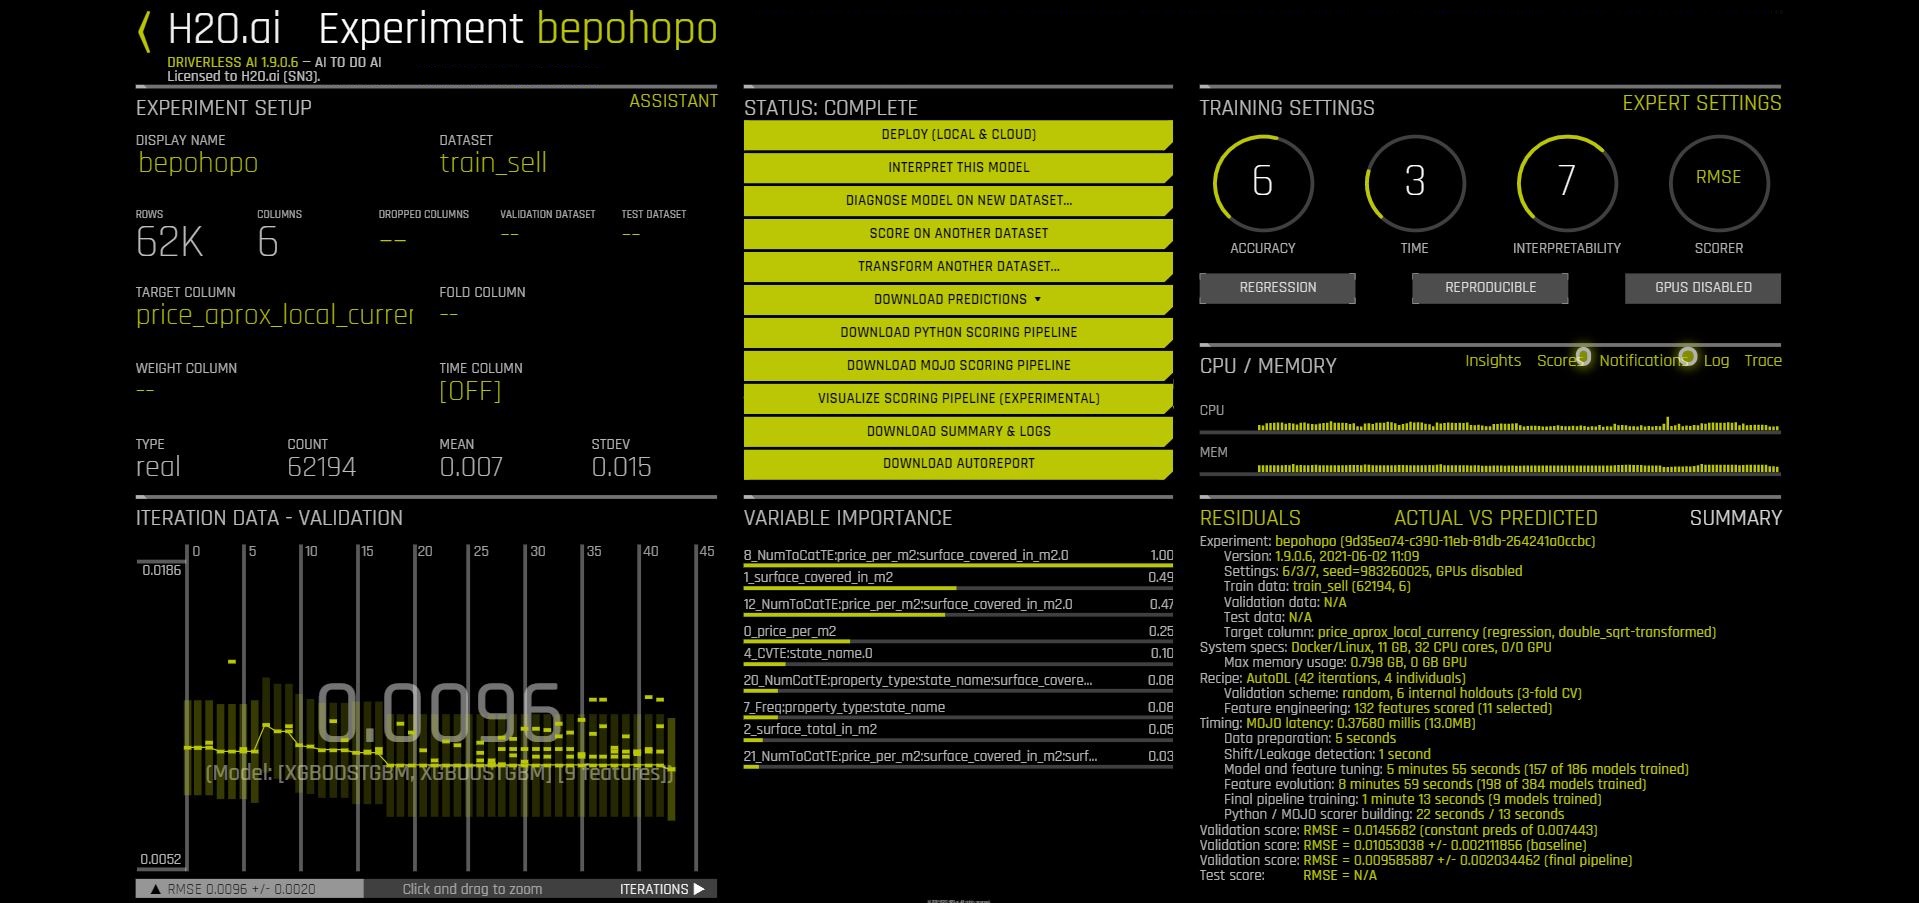 H2O.ai Experiment bepohopo
DRIVERLESS AI 1.9.0.6 – AI TO DO AI
Licensed to H2O.ai (SN3).
EXPERIMENT SETUP
ASSISTANT
DISPLAY NAME
bepohopo
DATASET
train_sell
ROWS
62K
COLUMNS
6
DROPPED COLUMNS
--
VALIDATION DATASET
--
TEST DATASET
--
TARGET COLUMN
price_aprox_local_currer
FOLD COLUMN
--
WEIGHT COLUMN
--
TIME COLUMN
[OFF]
TYPE
real
COUNT
62194
MEAN
0.007
STDEV
0.015
STATUS: COMPLETE
DEPLOY (LOCAL & CLOUD)
INTERPRET THIS MODEL
DIAGNOSE MODEL ON NEW DATASET...
SCORE ON ANOTHER DATASET
TRANSFORM ANOTHER DATASET...
DOWNLOAD PREDICTIONS ▾
DOWNLOAD PYTHON SCORING PIPELINE
DOWNLOAD MOJO SCORING PIPELINE
VISUALIZE SCORING PIPELINE (EXPERIMENTAL)
DOWNLOAD SUMMARY & LOGS
DOWNLOAD AUTOREPORT
TRAINING SETTINGS
EXPERT SETTINGS
6
ACCURACY
3
TIME
7
INTERPRETABILITY
RMSE
SCORER
REGRESSION
REPRODUCIBLE
GPUS DISABLED
CPU / MEMORY
Insights Scores Notifications Log Trace
CPU
MEM
ITERATION DATA - VALIDATION
0 5 10 15 20 25 30 35 40 45
0.0186
0.0096
(Model: [XGBOOSTGBM, XGBOOSTGBM] [9 features])
0.0052
▲ RMSE 0.0096 +/- 0.0020
Click and drag to zoom
ITERATIONS ▶
VARIABLE IMPORTANCE
8_NumToCatTE:price_per_m2:surface_covered_in_m2.0 1.00
1_surface_covered_in_m2 0.49
12_NumToCatTE:price_per_m2:surface_covered_in_m2.0 0.47
0_price_per_m2 0.25
4_CVTE:state_name.0 0.10
20_NumCatTE:property_type:state_name:surface_covere... 0.08
7_Freq:property_type:state_name 0.08
2_surface_total_in_m2 0.05
21_NumToCatTE:price_per_m2:surface_covered_in_m2:surf... 0.03
RESIDUALS
ACTUAL VS PREDICTED
SUMMARY
Experiment: bepohopo (9d35ea74-c390-11eb-81db-264241a0ccbc)
Version: 1.9.0.6, 2021-06-02 11:09
Settings: 6/3/7, seed=983260025, GPUs disabled
Train data: train_sell (62194, 6)
Validation data: N/A
Test data: N/A
Target column: price_aprox_local_currency (regression, double_sqrt-transformed)
System specs: Docker/Linux, 11 GB, 32 CPU cores, 0/0 GPU
Max memory usage: 0.798 GB, 0 GB GPU
Recipe: AutoDL (42 iterations, 4 individuals)
Validation scheme: random, 6 internal holdouts (3-fold CV)
Feature engineering: 132 features scored (11 selected)
Timing: MOJO latency: 0.37680 millis (13.0MB)
Data preparation: 5 seconds
Shift/Leakage detection: 1 second
Model and feature tuning: 5 minutes 55 seconds (157 of 186 models trained)
Feature evolution: 8 minutes 59 seconds (198 of 384 models trained)
Final pipeline training: 1 minute 13 seconds (9 models trained)
Python / MOJO scorer building: 22 seconds / 13 seconds
Validation score: RMSE = 0.0145682 (constant preds of 0.007443)
Validation score: RMSE = 0.01053038 +/- 0.002111856 (baseline)
Validation score: RMSE = 0.009585887 +/- 0.002034462 (final pipeline)
Test score: RMSE = N/A